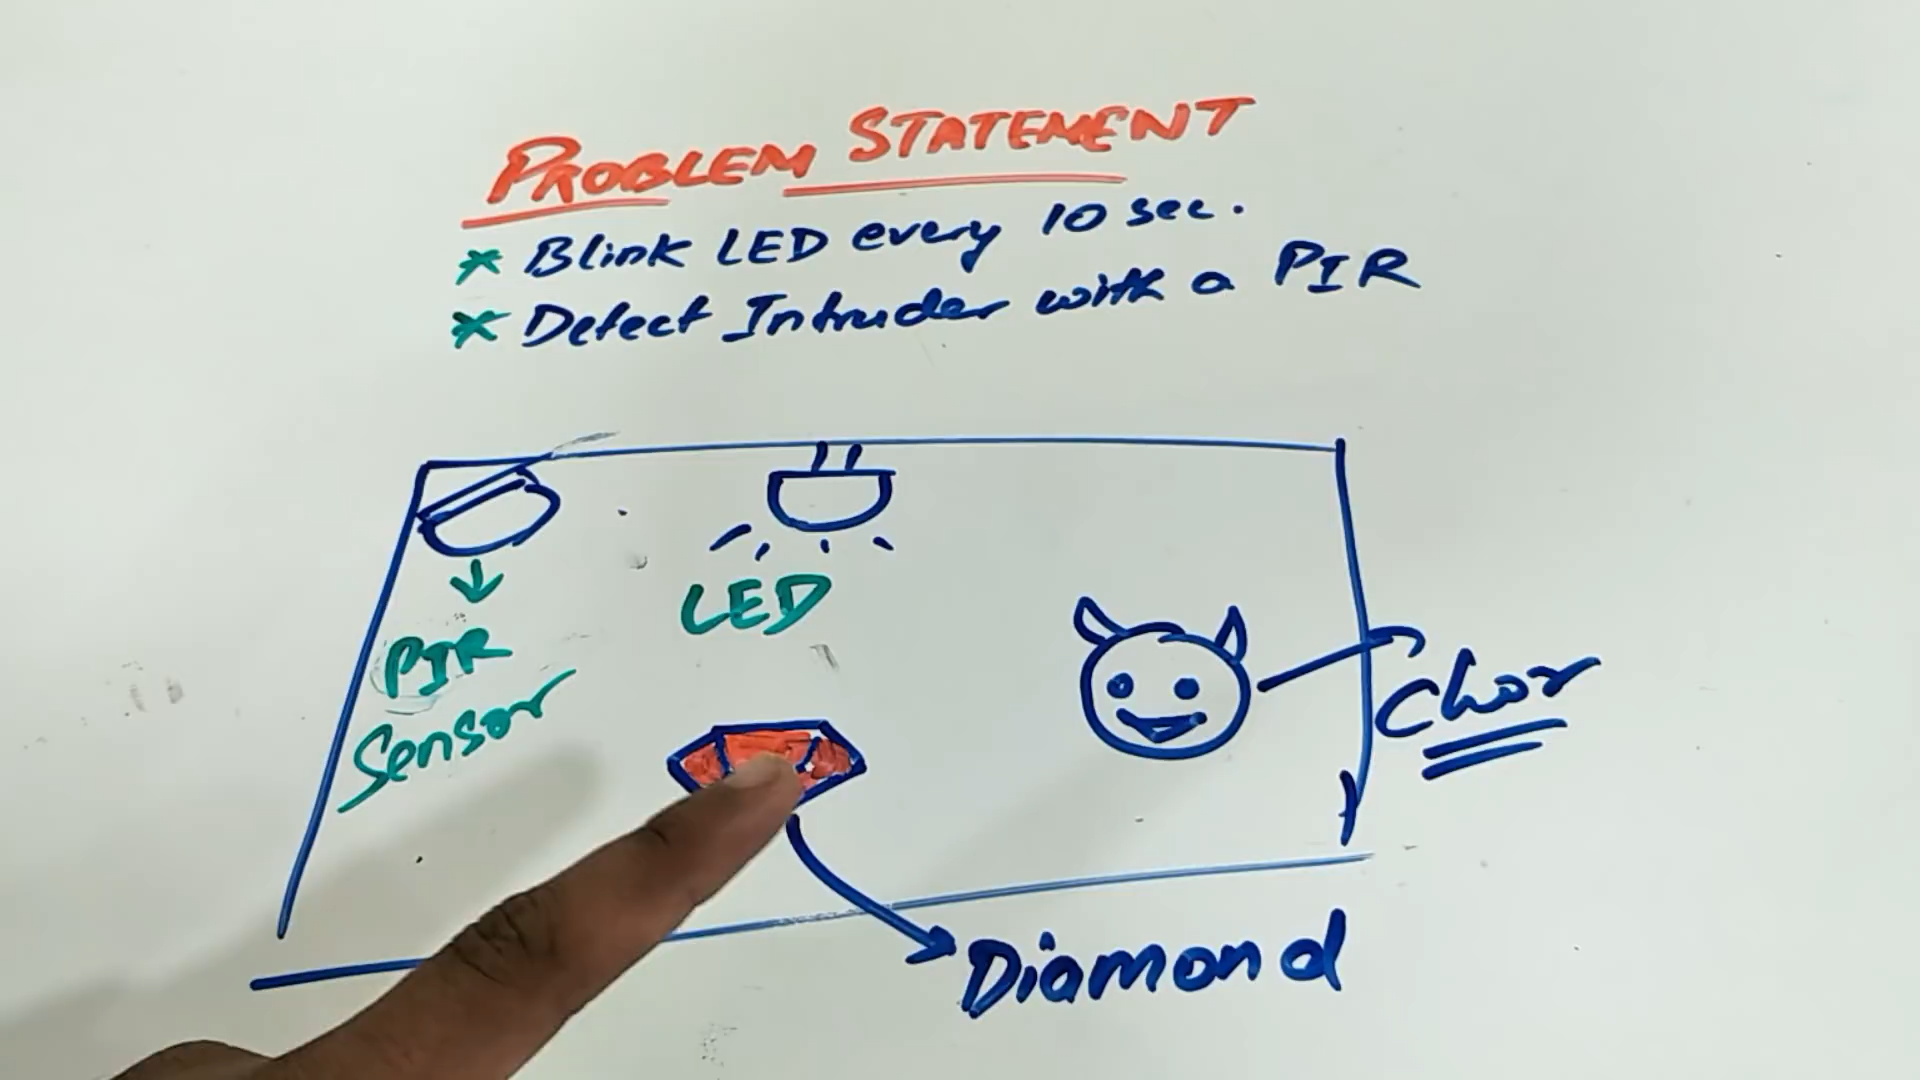 PROBLEM STATEMENT
* Blink LED every 10 sec.
* Detect Intruder with a PIR
LED
PIR
Sensor
Chor
Diamond